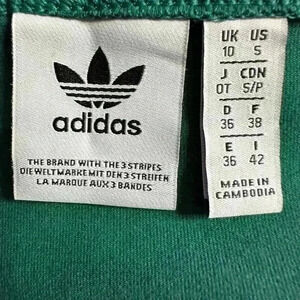 adidas
THE BRAND WITH THE 3 STRIPES
DIE WELTMARKE MIT DEN 3 STREIFEN
LA MARQUE AUX 3 BANDES
UK US
10 S
J CDN
OT S/P
D F
36 38
E I
36 42
MADE IN
CAMBODIA